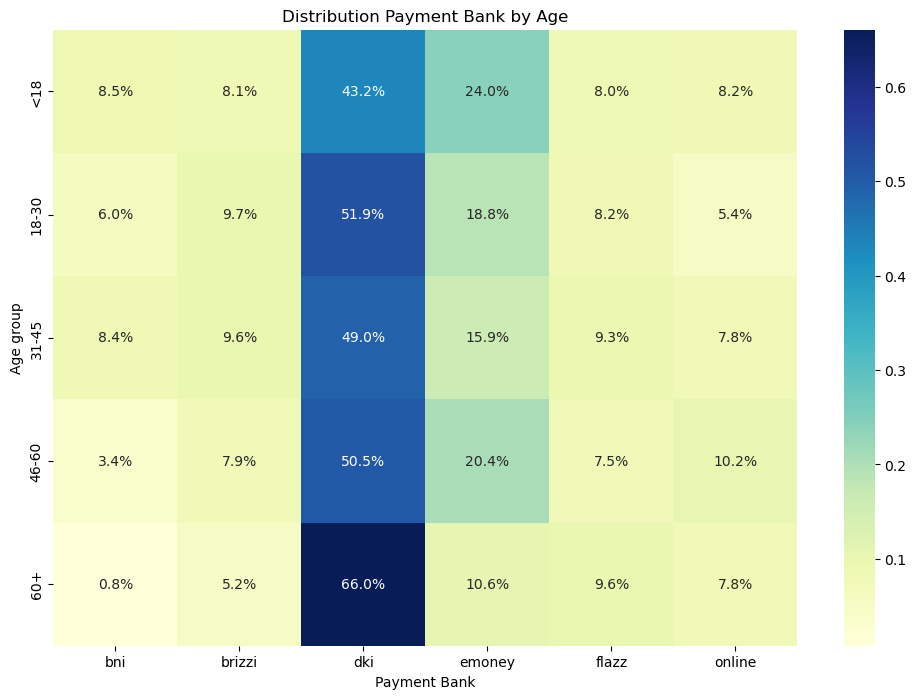 Distribution Payment Bank by Age
<18 8.5% 8.1% 43.2% 24.0% 8.0% 8.2%
18-30 6.0% 9.7% 51.9% 18.8% 8.2% 5.4%
31-45 8.4% 9.6% 49.0% 15.9% 9.3% 7.8%
46-60 3.4% 7.9% 50.5% 20.4% 7.5% 10.2%
60+ 0.8% 5.2% 66.0% 10.6% 9.6% 7.8%
Age group
bni brizzi dki emoney flazz online
Payment Bank
0.6
0.5
0.4
0.3
0.2
0.1